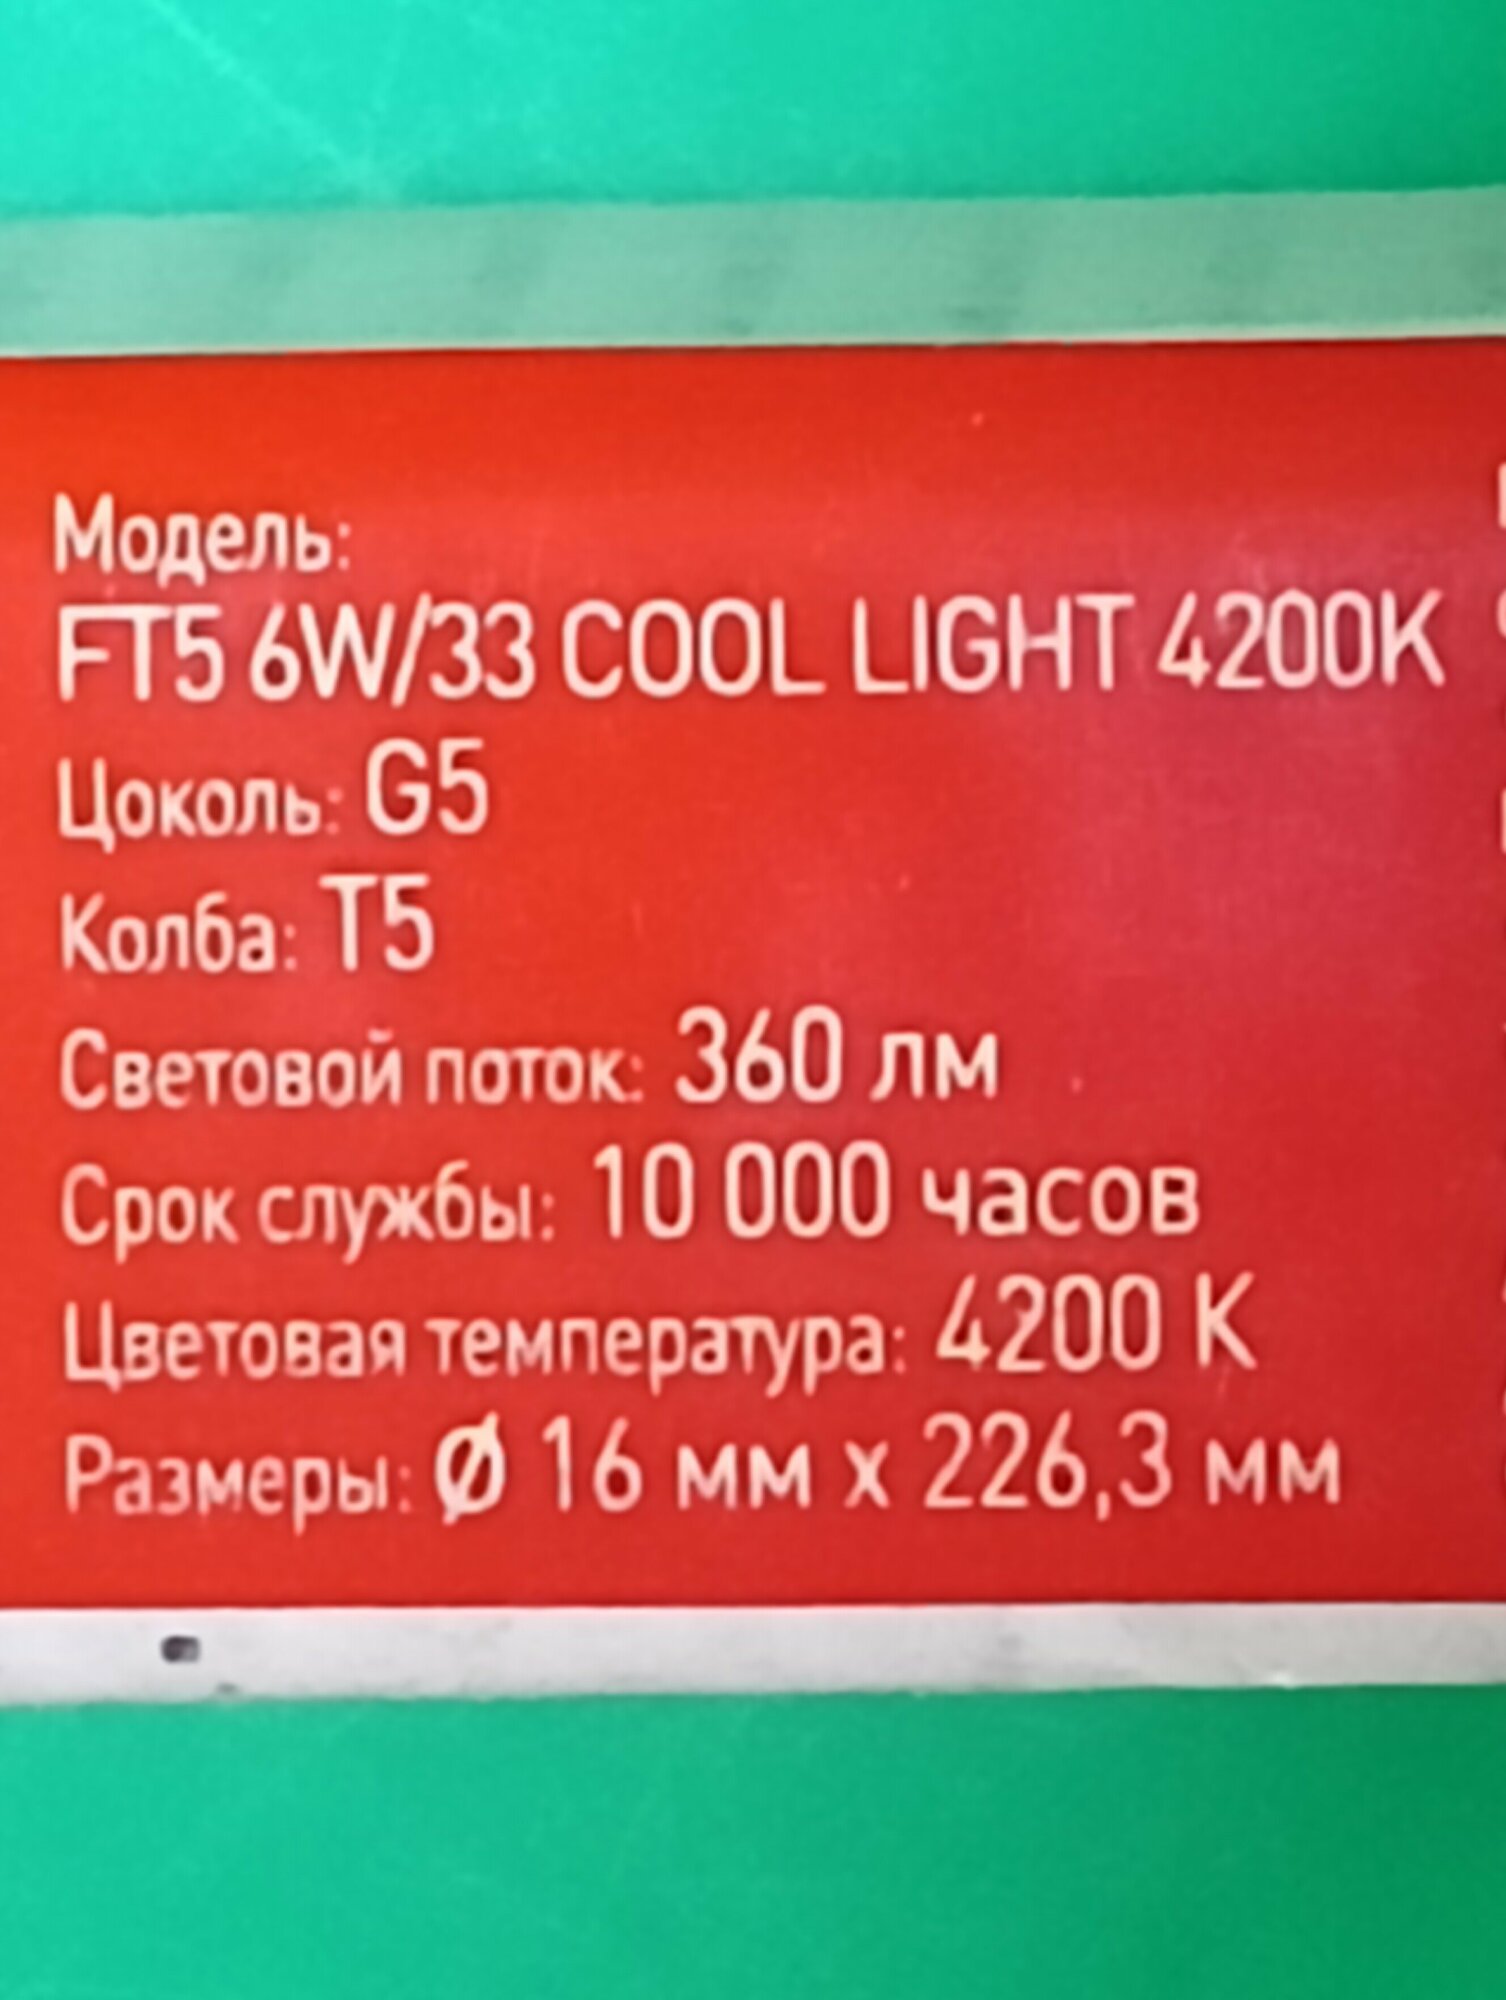 Модель:
FT5 6W/33 COOL LIGHT 4200K
Цоколь: G5
Колба: T5
Световой поток: 360 лм
Срок службы: 10 000 часов
Цветовая температура: 4200 К
Размеры: Ø 16 мм x 226,3 мм